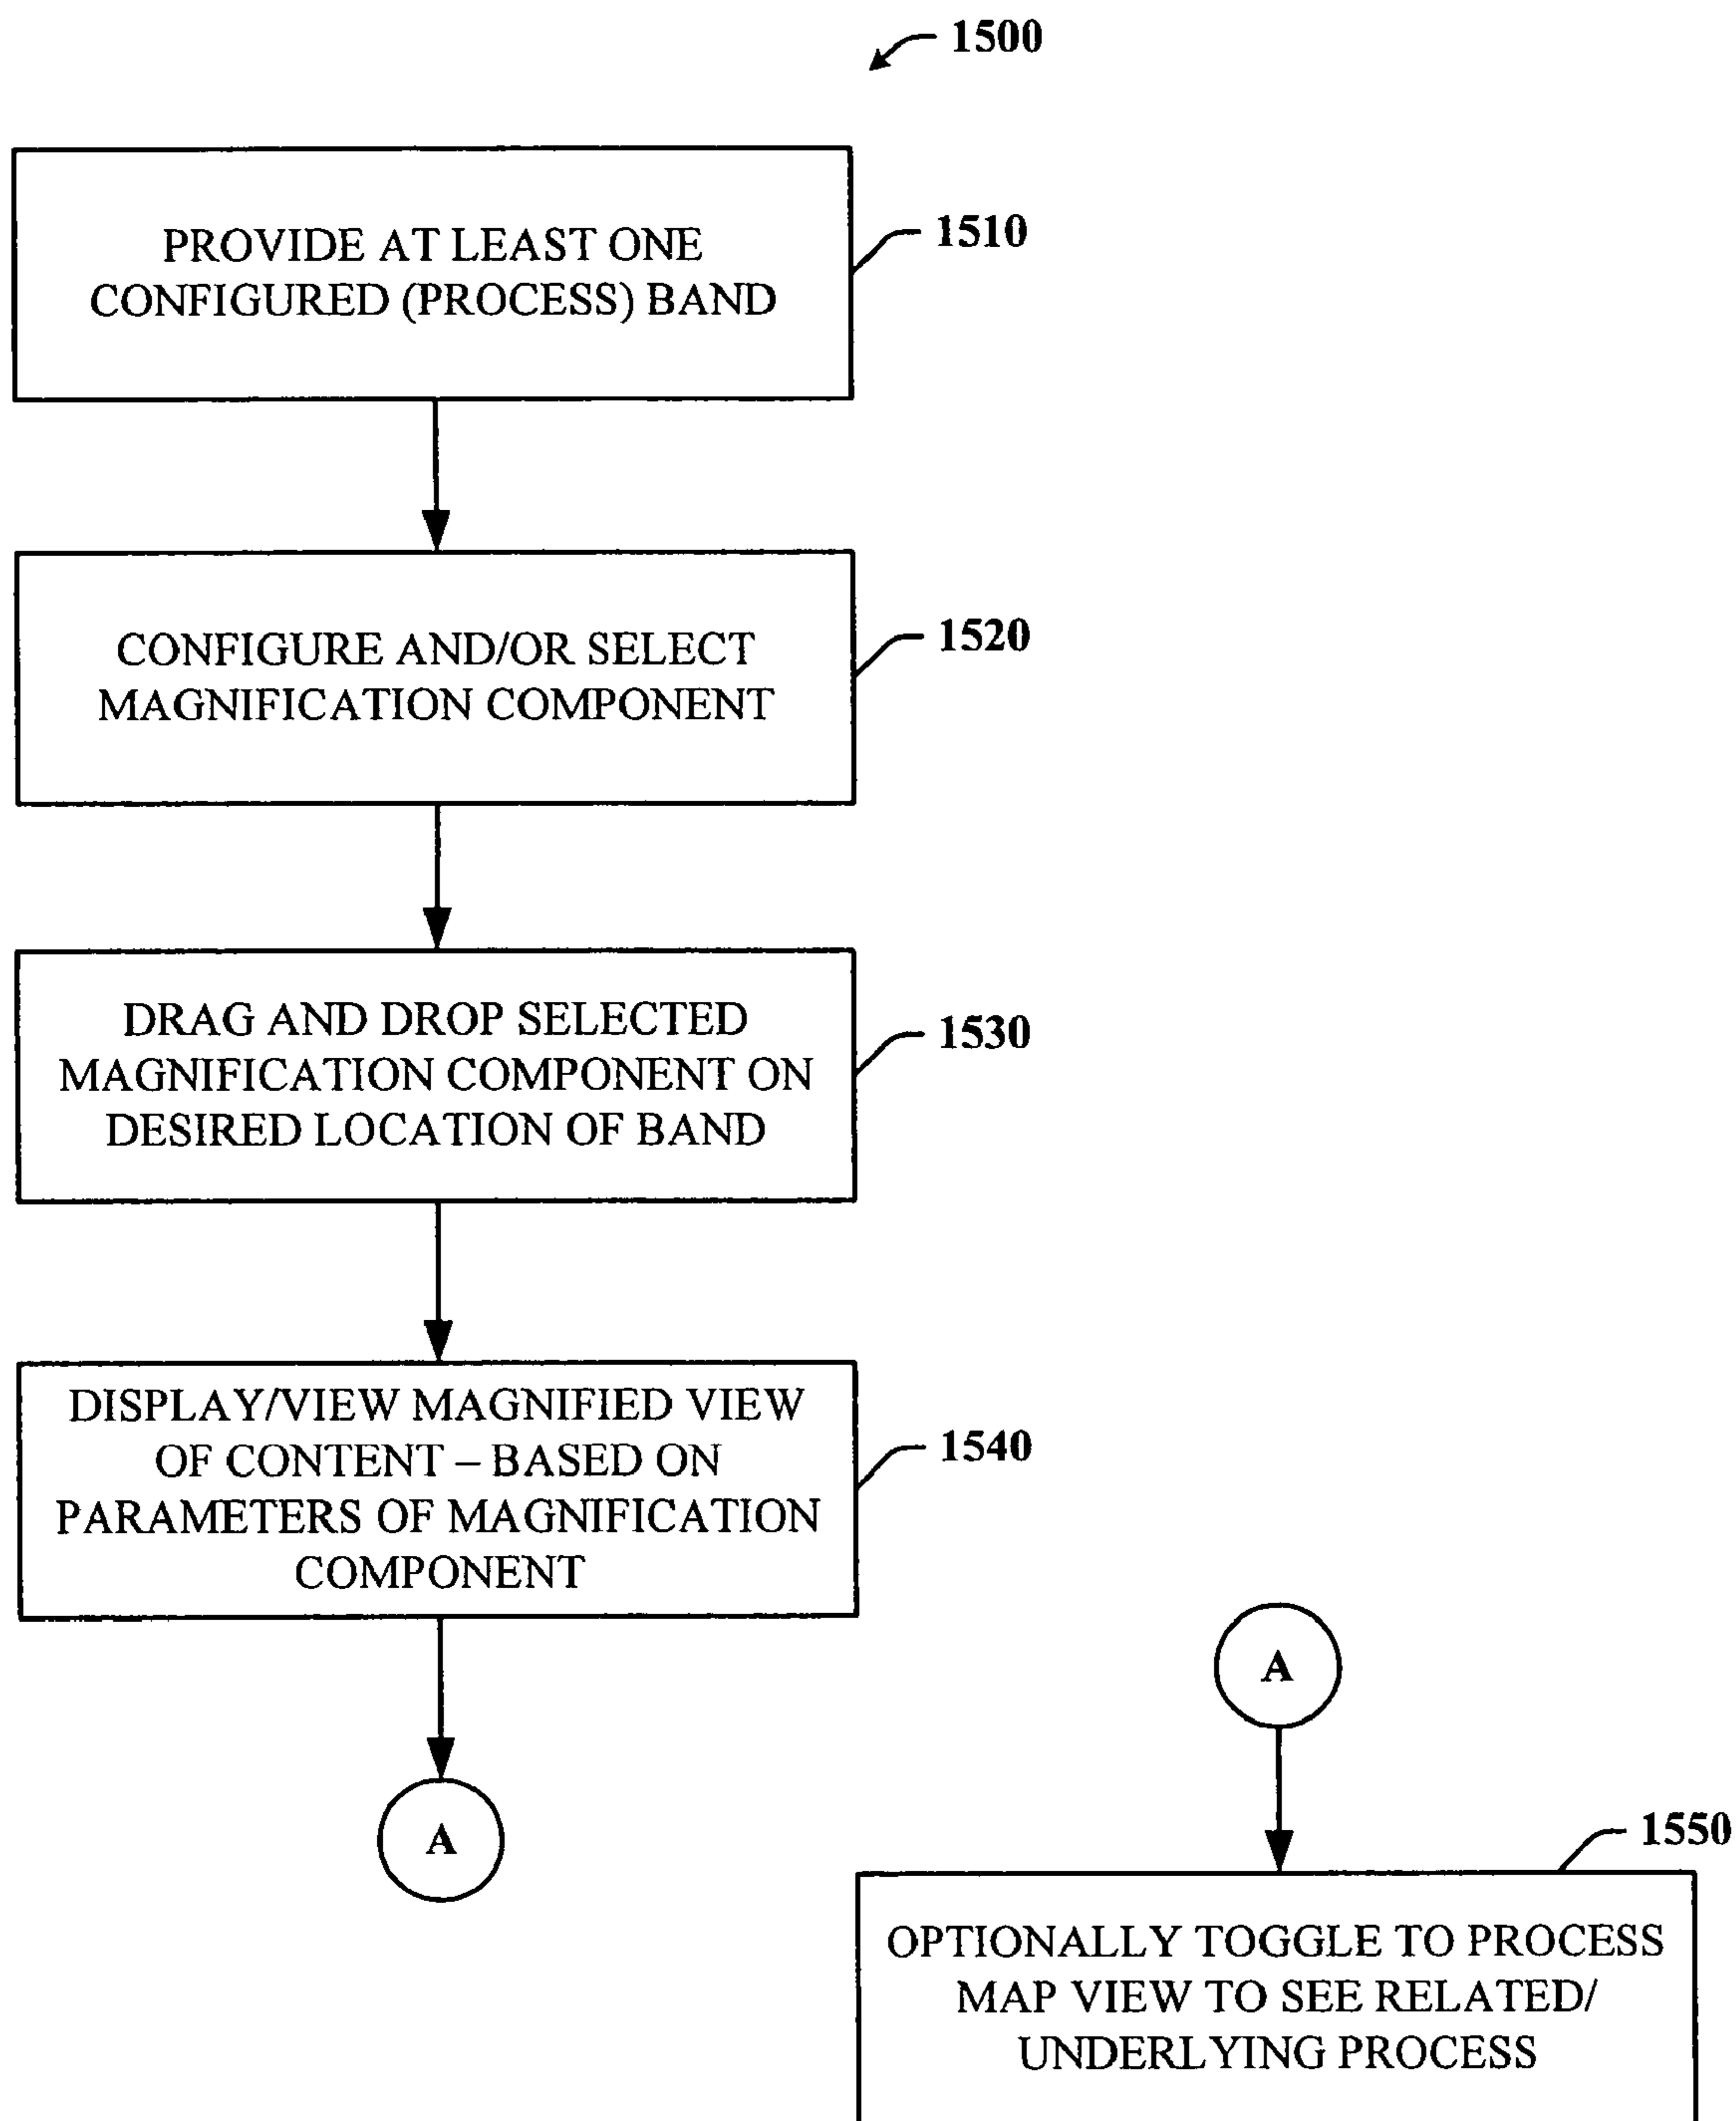 1500
PROVIDE AT LEAST ONE
CONFIGURED (PROCESS) BAND
1510
CONFIGURE AND/OR SELECT
MAGNIFICATION COMPONENT
1520
DRAG AND DROP SELECTED
MAGNIFICATION COMPONENT ON
DESIRED LOCATION OF BAND
1530
DISPLAY/VIEW MAGNIFIED VIEW
OF CONTENT – BASED ON
PARAMETERS OF MAGNIFICATION
COMPONENT
1540
A
A
1550
OPTIONALLY TOGGLE TO PROCESS
MAP VIEW TO SEE RELATED/
UNDERLYING PROCESS